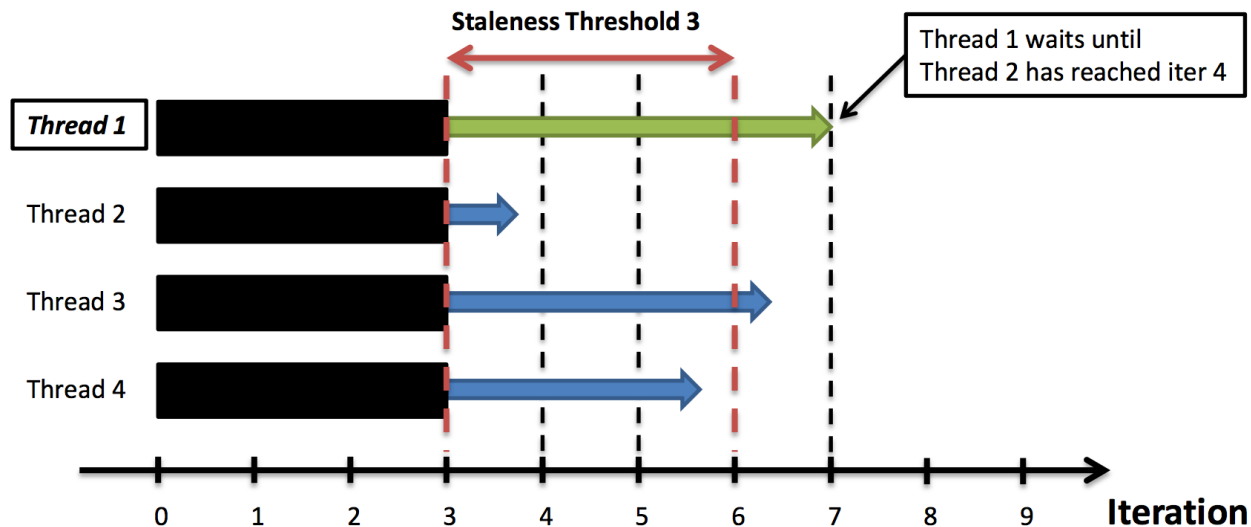 Staleness Threshold 3
Thread 1 waits until
Thread 2 has reached iter 4
Thread 1
Thread 2
Thread 3
Thread 4
0 1 2 3 4 5 6 7 8 9 Iteration